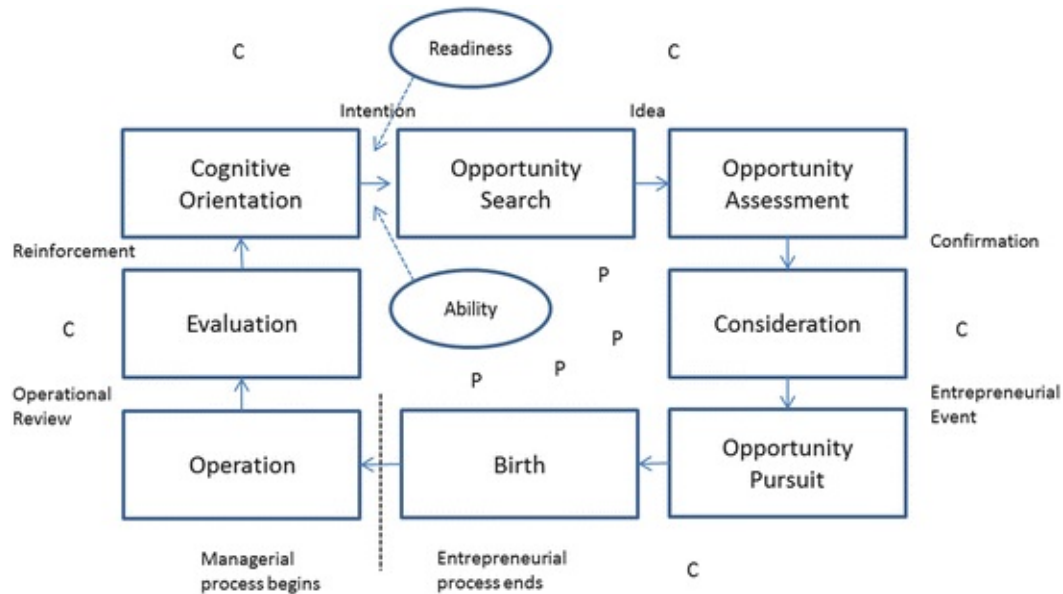 C
Readiness
C
Intention
Idea
Cognitive
Orientation
Opportunity
Search
Opportunity
Assessment
Reinforcement
Confirmation
P
C
Evaluation
Ability
P
Consideration
C
P
P
Operational
Review
Entrepreneurial
Event
Operation
Birth
Opportunity
Pursuit
Managerial
process begins
Entrepreneurial
process ends
C